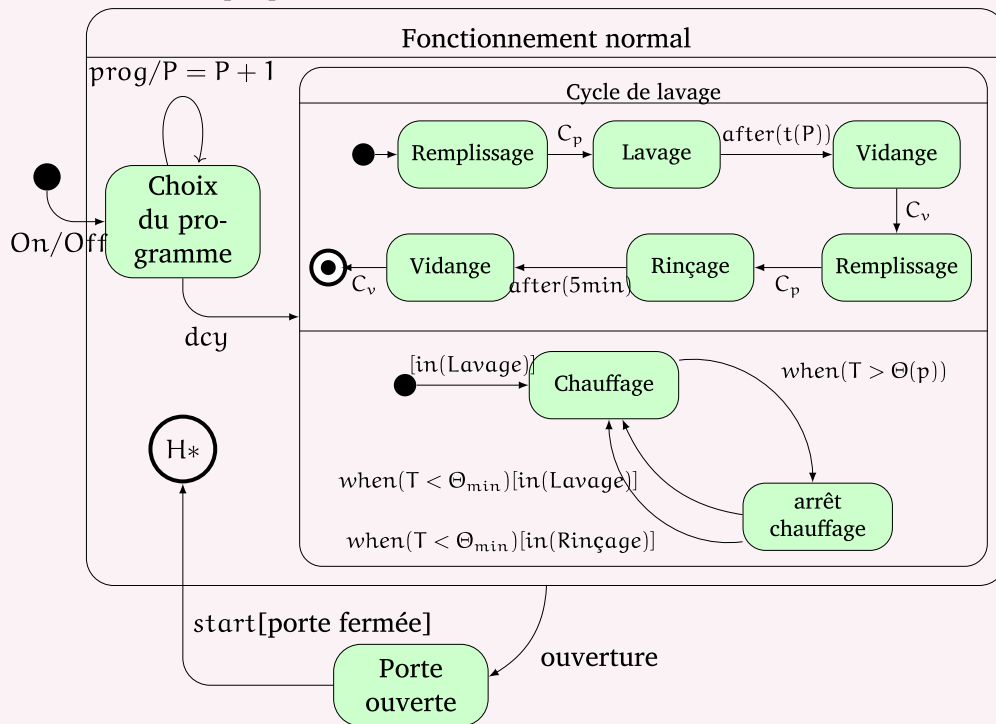 Fonctionnement normal
prog/P = P + 1
Cycle de lavage
Remplissage
C_p
Lavage
after(t(P))
Vidange
Choix
du pro-
gramme
On/Off
C_v
Vidange
C_v
after(5min)
Rinçage
C_p
Remplissage
dcy
[in(Lavage)]
Chauffage
when(T > Θ(p))
H*
when(T < Θ_min)[in(Lavage)]
arrêt
chauffage
when(T < Θ_min)[in(Rinçage)]
start[porte fermée]
ouverture
Porte
ouverte